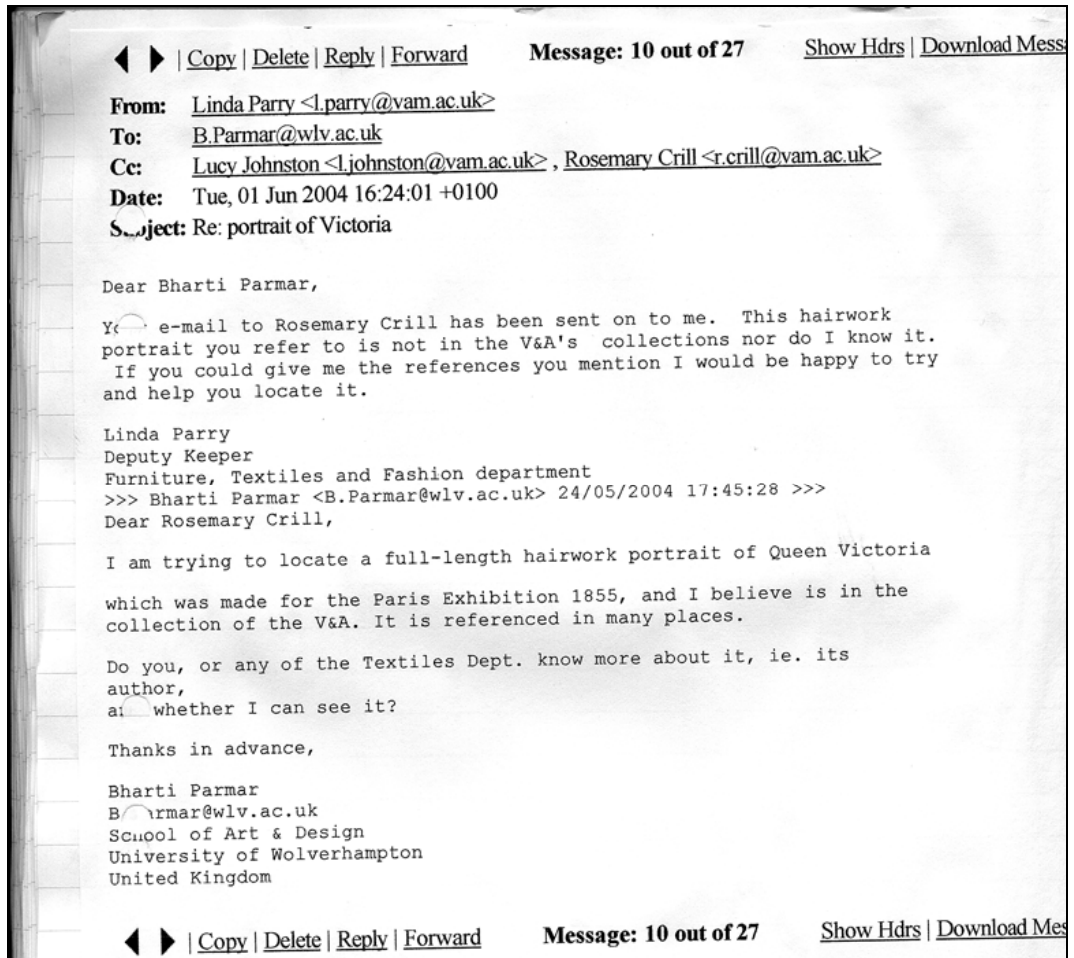 | Copy | Delete | Reply | Forward Message: 10 out of 27 Show Hdrs | Download
From: Linda Parry <l.parry@vam.ac.uk>
To: B.Parmar@wlv.ac.uk
Cc: Lucy Johnston <l.johnston@vam.ac.uk> , Rosemary Crill <r.crill@vam.ac.uk>
Date: Tue, 01 Jun 2004 16:24:01 +0100
Re: portrait of Victoria
Dear Bharti Parmar,
e-mail to Rosemary Crill has been sent on to me. This hairwork
portrait you refer to is not in the V&A's collections nor do I know it.
If you could give me the references you mention I would be happy to try
and help you locate it.
Linda Parry
Deputy Keeper
Furniture, Textiles and Fashion department
>>> Bharti Parmar <B.Parmar@wlv.ac.uk> 24/05/2004 17:45:28 >>>
Dear Rosemary Crill,
I am trying to locate a full-length hairwork portrait of Queen Victoria
which was made for the Paris Exhibition 1855, and I believe is in the
collection of the V&A. It is referenced in many places.
Do you, or any of the Textiles Dept. know more about it, ie. its
author,
whether I can see it?
Thanks in advance,
Bharti Parmar
School of Art & Design
University of Wolverhampton
United Kingdom
| Copy | Delete | Reply | Forward Message: 10 out of 27 Show Hdrs | Download